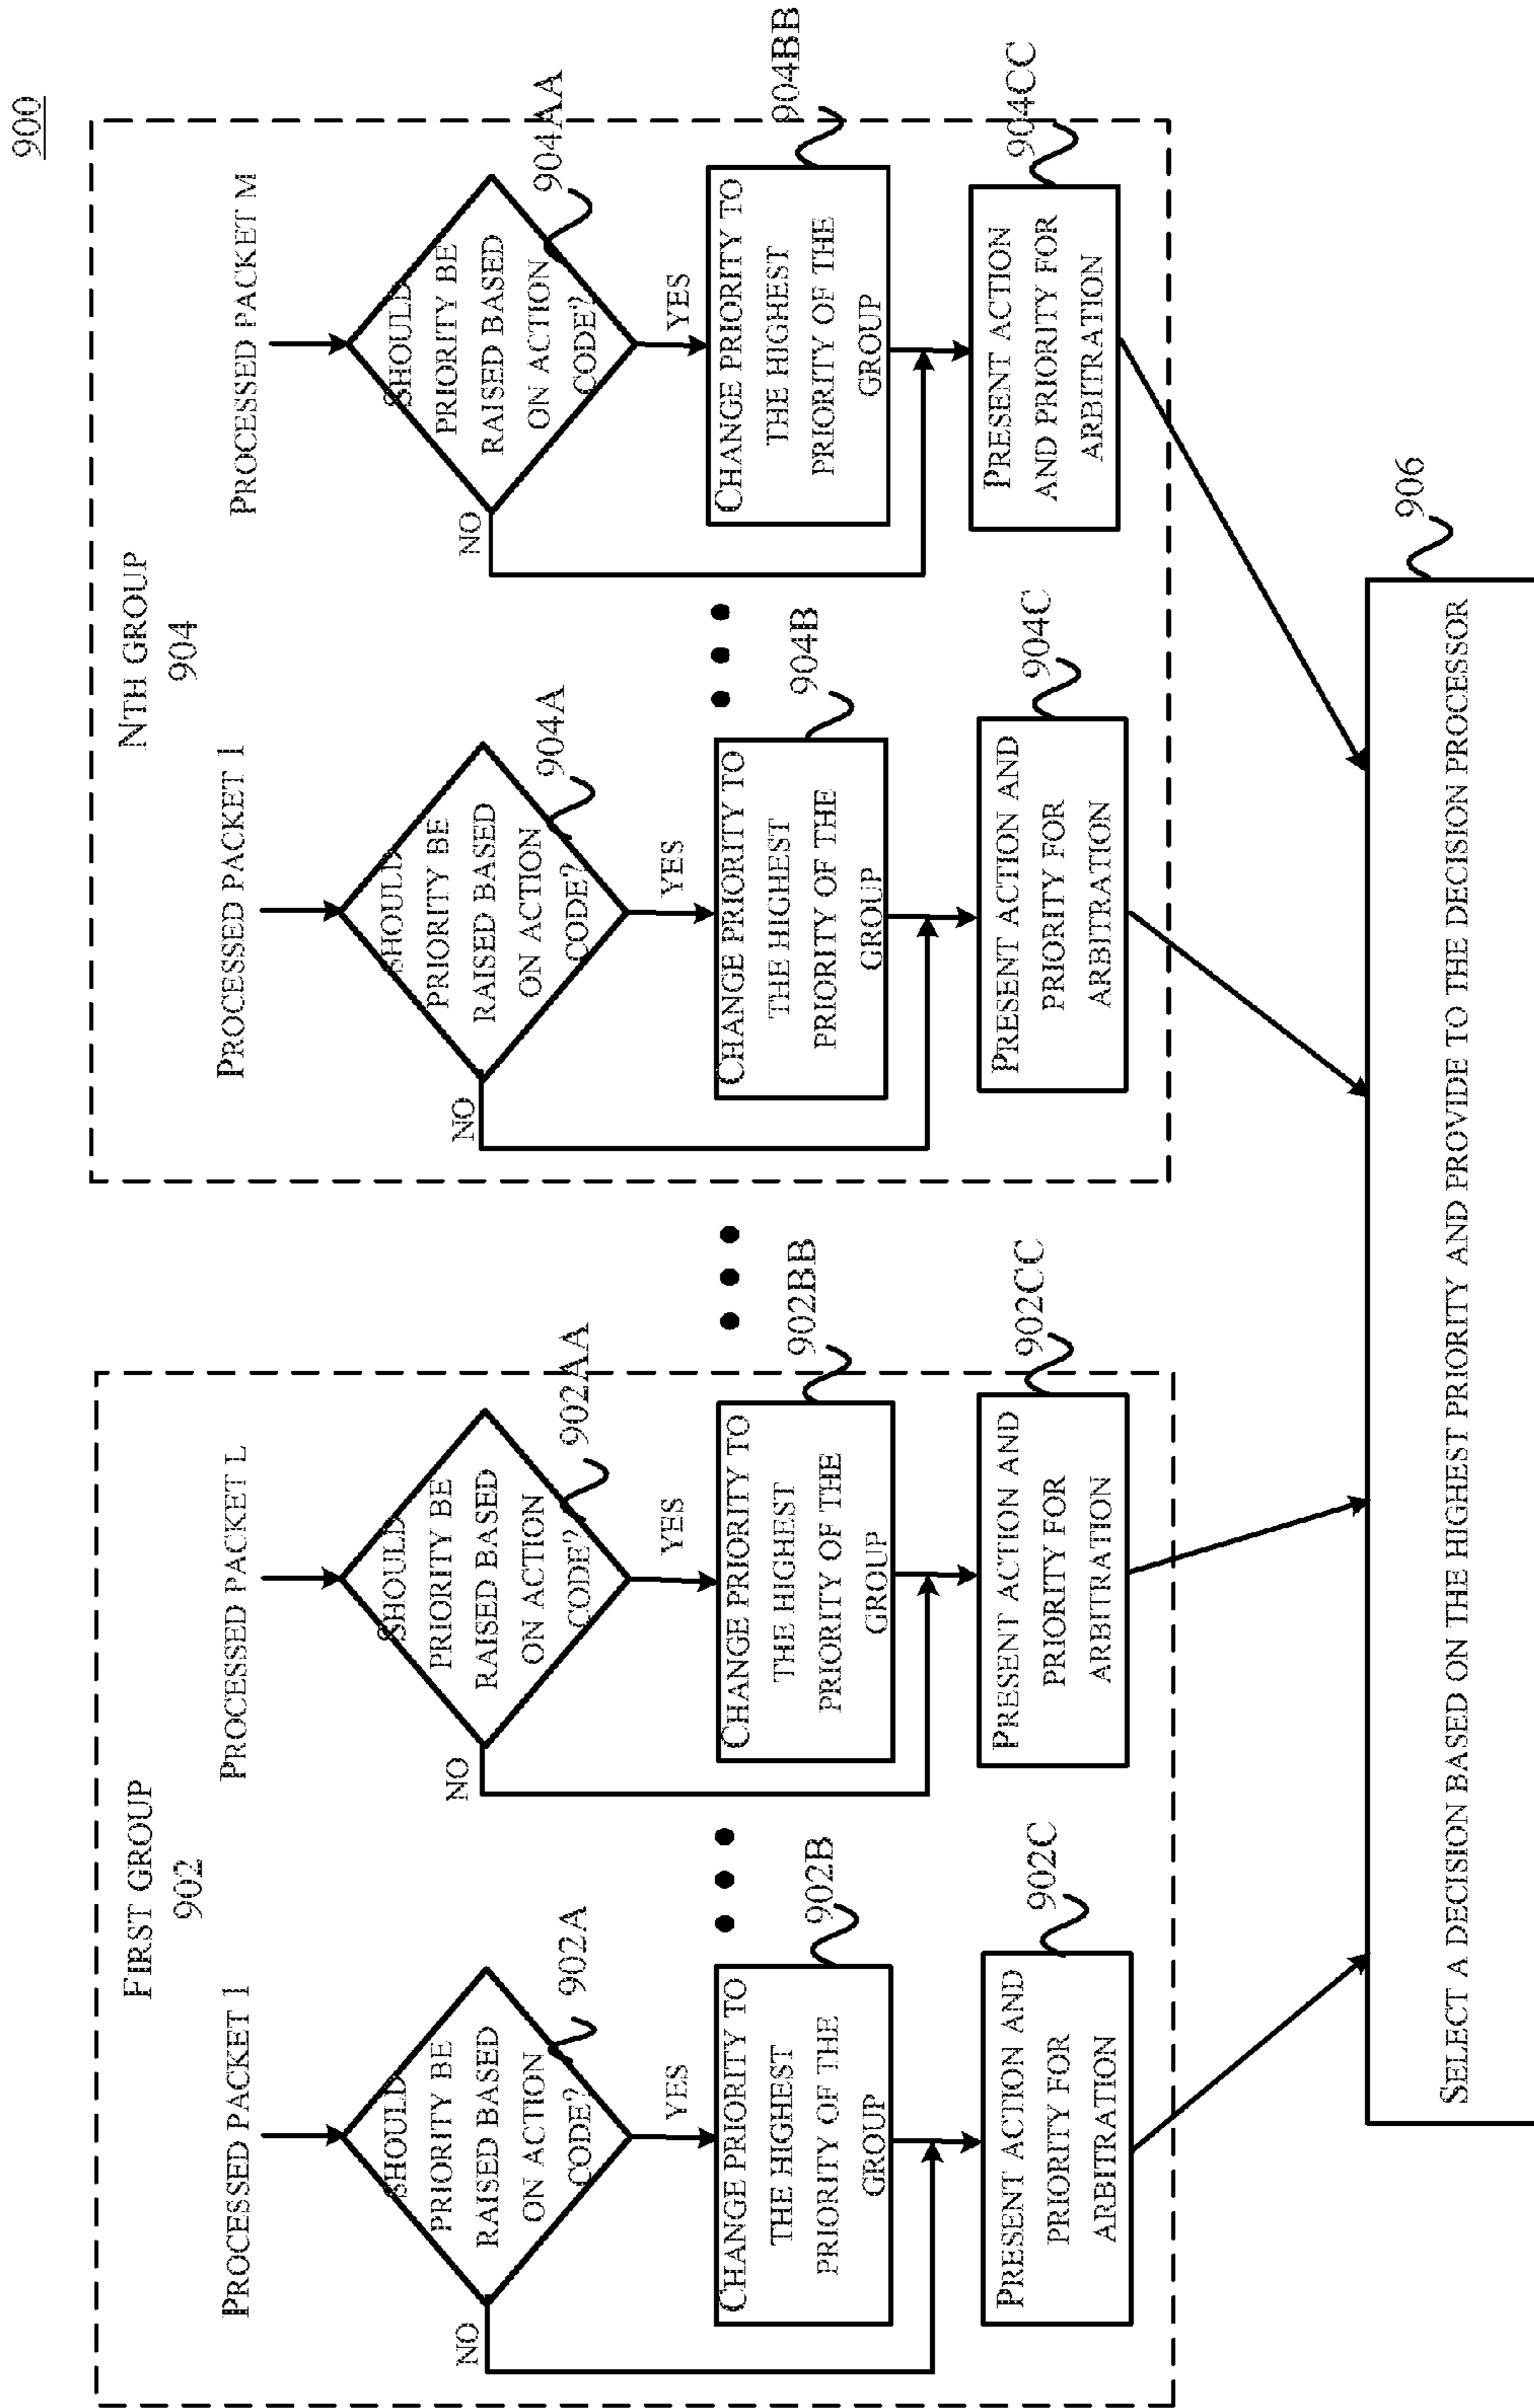 900
FIRST GROUP
902
PROCESSED PACKET 1
SHOULD
PRIORITY BE
RAISED BASED
ON ACTION
CODE?
902A
NO
YES
CHANGE PRIORITY TO
THE HIGHEST
PRIORITY OF THE
GROUP
902B
PRESENT ACTION AND
PRIORITY FOR
ARBITRATION
902C
PROCESSED PACKET L
SHOULD
PRIORITY BE
RAISED BASED
ON ACTION
CODE?
902AA
NO
YES
CHANGE PRIORITY TO
THE HIGHEST
PRIORITY OF THE
GROUP
902BB
PRESENT ACTION AND
PRIORITY FOR
ARBITRATION
902CC
NTH GROUP
904
PROCESSED PACKET 1
SHOULD
PRIORITY BE
RAISED BASED
ON ACTION
CODE?
904A
NO
YES
CHANGE PRIORITY TO
THE HIGHEST
PRIORITY OF THE
GROUP
904B
PRESENT ACTION AND
PRIORITY FOR
ARBITRATION
904C
PROCESSED PACKET M
SHOULD
PRIORITY BE
RAISED BASED
ON ACTION
CODE?
904AA
NO
YES
CHANGE PRIORITY TO
THE HIGHEST
PRIORITY OF THE
GROUP
904BB
PRESENT ACTION
AND PRIORITY FOR
ARBITRATION
904CC
906
SELECT A DECISION BASED ON THE HIGHEST PRIORITY AND PROVIDE TO THE DECISION PROCESSOR